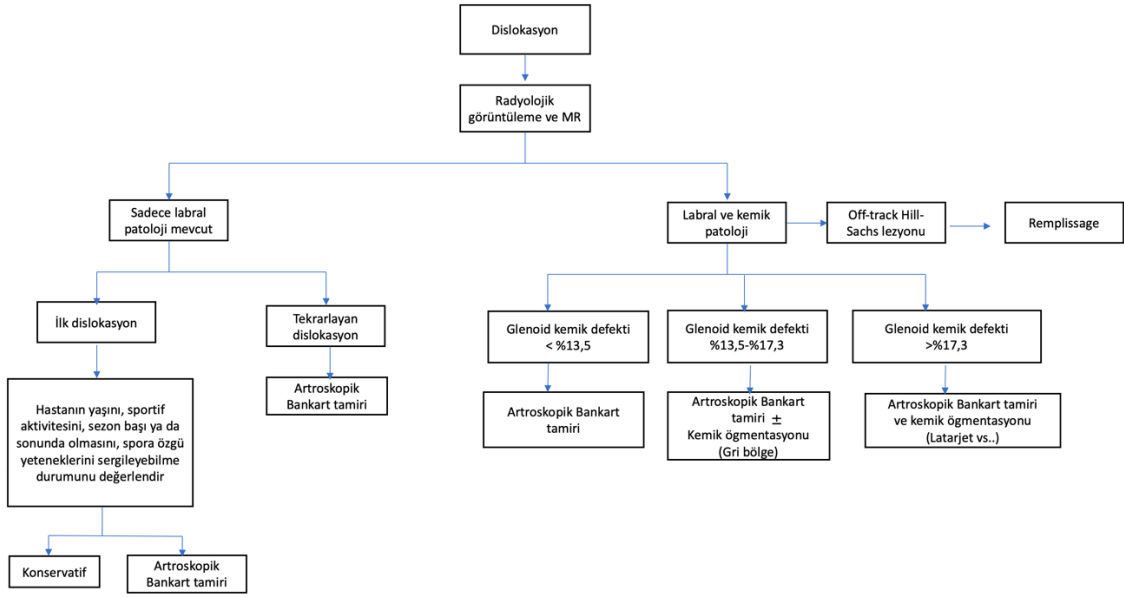 Dislokasyon
Radyolojik
görüntüleme ve MR
Sadece labral
patoloji mevcut
Labral ve kemik
patoloji
Off-track Hill-
Sachs lezyonu
Remplissage
İlk dislokasyon
Tekrarlayan
dislokasyon
Glenoid kemik defekti
< %13,5
Glenoid kemik defekti
%13,5-%17,3
Glenoid kemik defekti
>%17,3
Hastanın yaşını, sportif
aktivitesini, sezon başı ya da
sonunda olmasını, spora özgü
yeteneklerini sergileyebilme
durumunu değerlendir
Artroskopik
Bankart tamiri
Artroskopik Bankart
tamiri
Artroskopik Bankart
tamiri ±
Kemik ögmentasyonu
(Gri bölge)
Artroskopik Bankart tamiri
ve kemik ögmentasyonu
(Latarjet vs..)
Konservatif
Artroskopik
Bankart tamiri